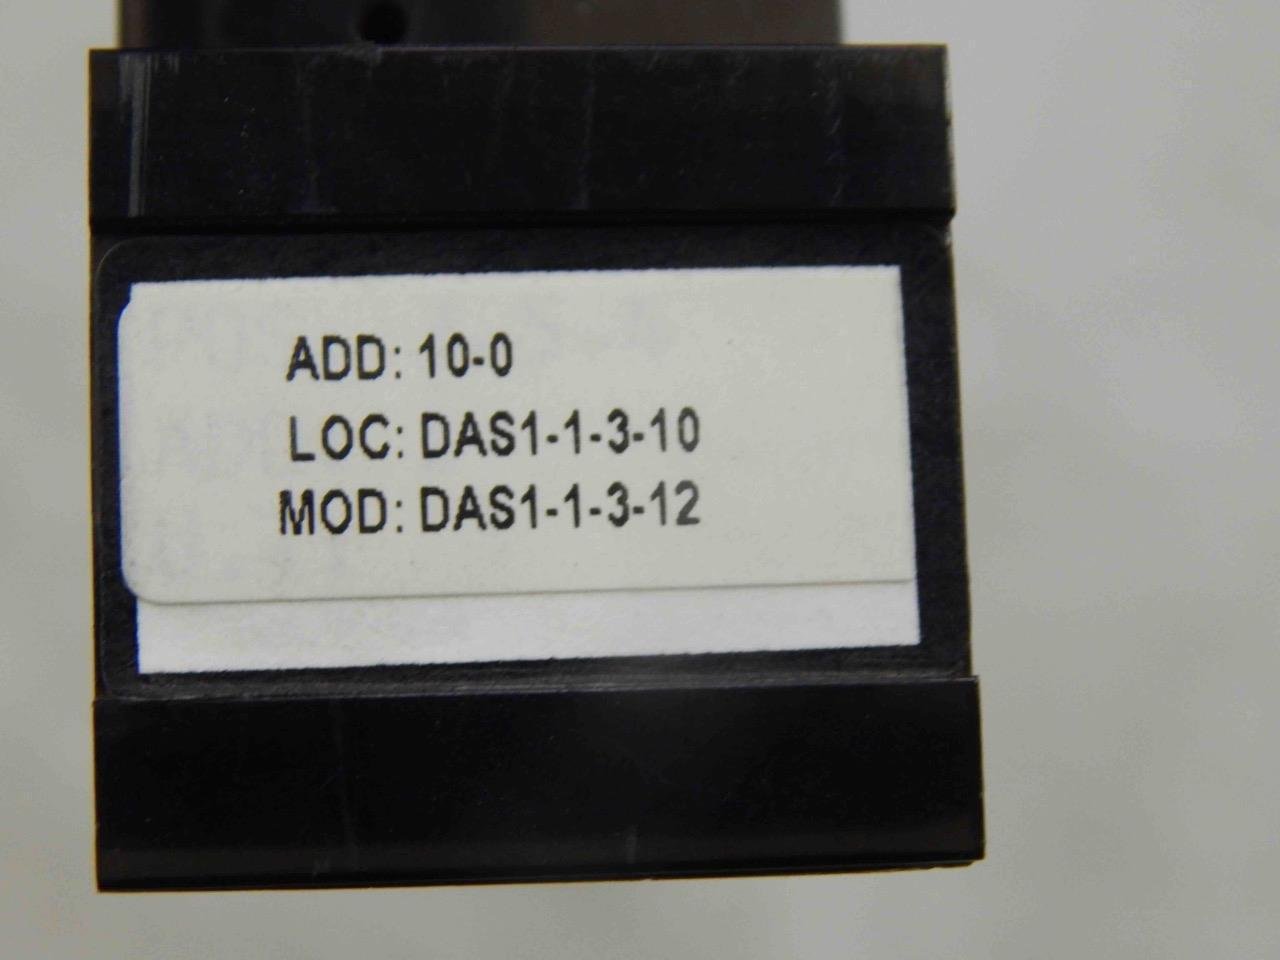 ADD: 10-0
LOC: DAS1-1-3-10
MOD: DAS1-1-3-12